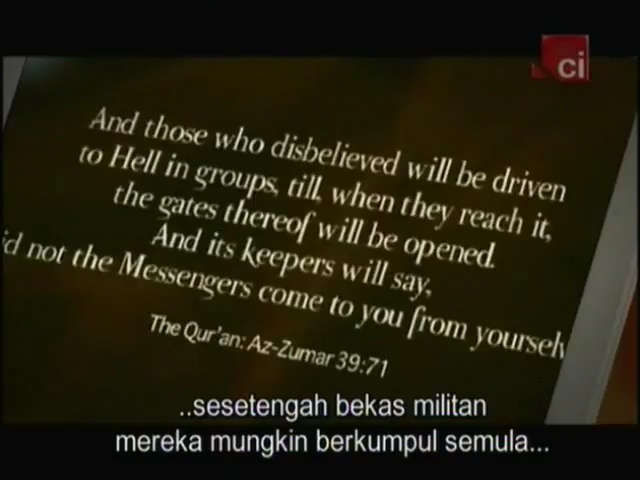 ci
And those who disbelieved will be driven
to Hell in groups, till, when they reach it,
the gates thereof will be opened.
And its keepers will say,
id not the Messengers come to you from yoursel
The Qur'an: Az-Zumar 39:71
..sesetengah bekas militan
mereka mungkin berkumpul semula...